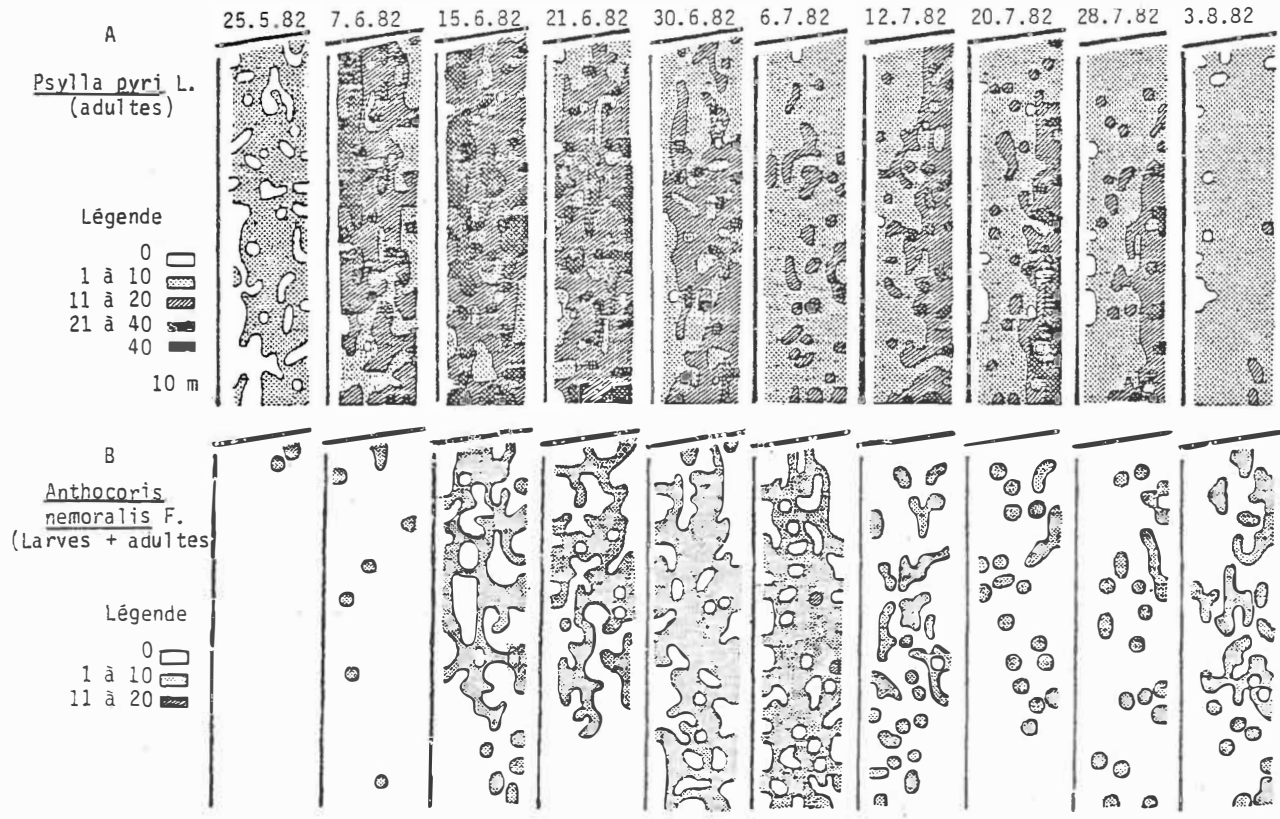 25.5.82 7.6.82 15.6.82 21.6.82 30.6.82 6.7.82 12.7.82 20.7.82 28.7.82 3.8.82
A
Psylla pyri L.
(adultes)
Légende
0
1 à 10
11 à 20
21 à 40
40
10 m
B
Anthocoris
nemoralis F.
(Larves + adultes
Légende
0
1 à 10
11 à 20